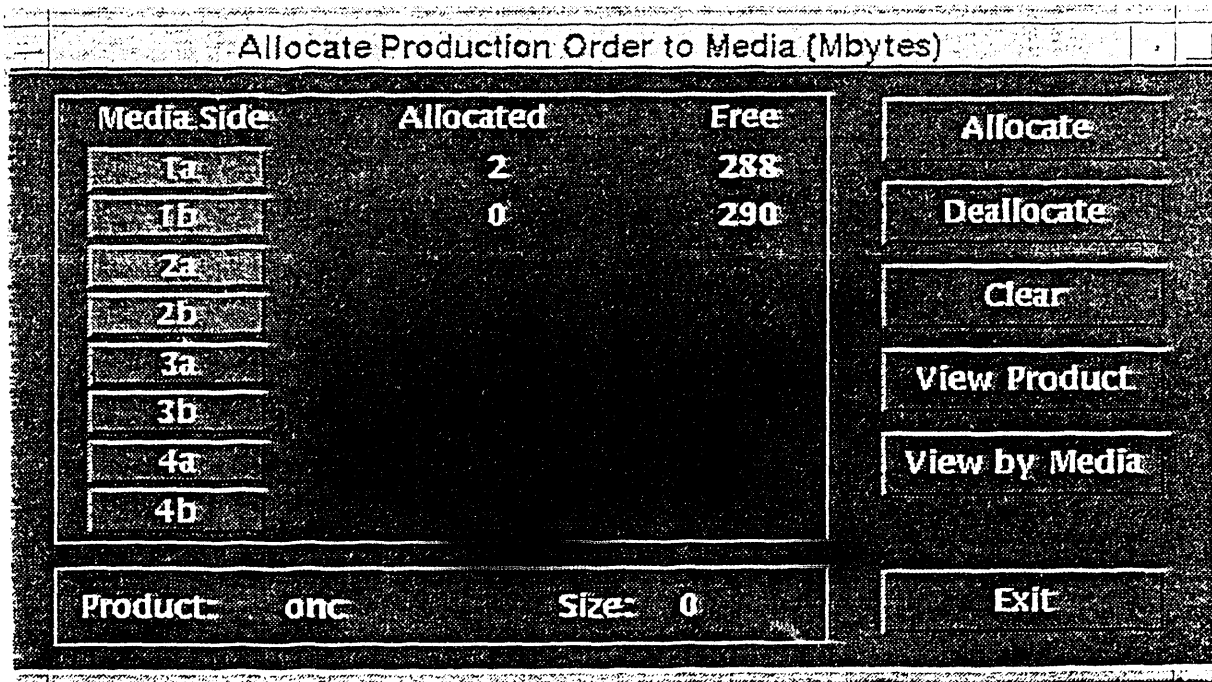 Allocate Production Order to Media (Mbytes)
Media Side Allocated Free
1a 2 288
1b 0 290
2a
2b
3a
3b
4a
4b
Product: onc Size: 0
Allocate
Deallocate
Clear
View Product
View by Media
Exit